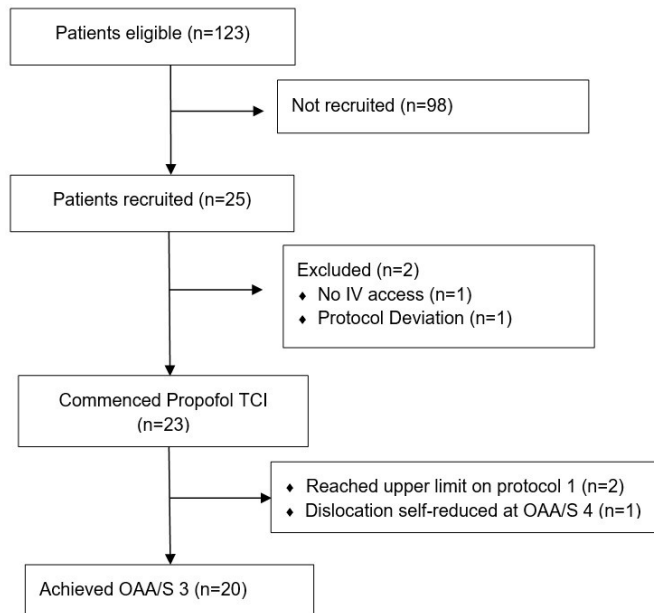 Patients eligible (n=123)
Not recruited (n=98)
Patients recruited (n=25)
Excluded (n=2)
♦ No IV access (n=1)
♦ Protocol Deviation (n=1)
Commenced Propofol TCI
(n=23)
♦ Reached upper limit on protocol 1 (n=2)
♦ Dislocation self-reduced at OAA/S 4 (n=1)
Achieved OAA/S 3 (n=20)